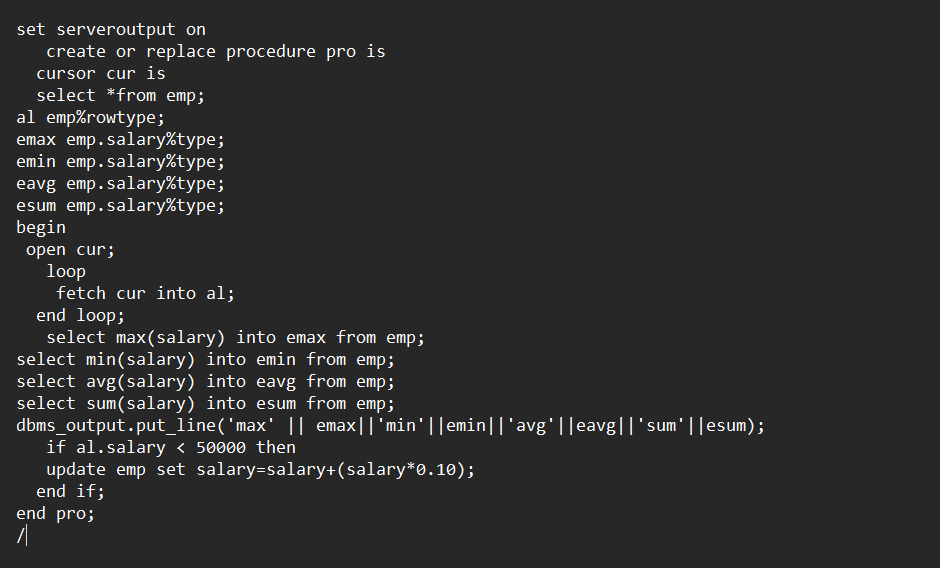 set serveroutput on
create or replace procedure pro is
cursor cur is
select *from emp;
al emp%rowtype;
emax emp.salary%type;
emin emp.salary%type;
eavg emp.salary%type;
esum emp.salary%type;
begin
open cur;
loop
fetch cur into al;
end loop;
select max(salary) into emax from emp;
select min(salary) into emin from emp;
select avg(salary) into eavg from emp;
select sum(salary) into esum from emp;
dbms_output.put_line('max' || emax||'min'||emin||'avg'||eavg||'sum'||esum);
if al.salary < 50000 then
update emp set salary=salary+(salary*0.10);
end if;
end pro;
/